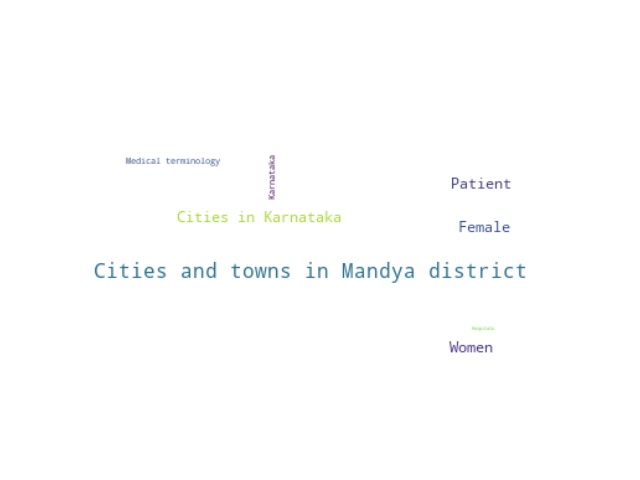 Medical terminology
Karnataka
Patient
Cities in Karnataka
Female
Cities and towns in Mandya district
Hospitals
Women